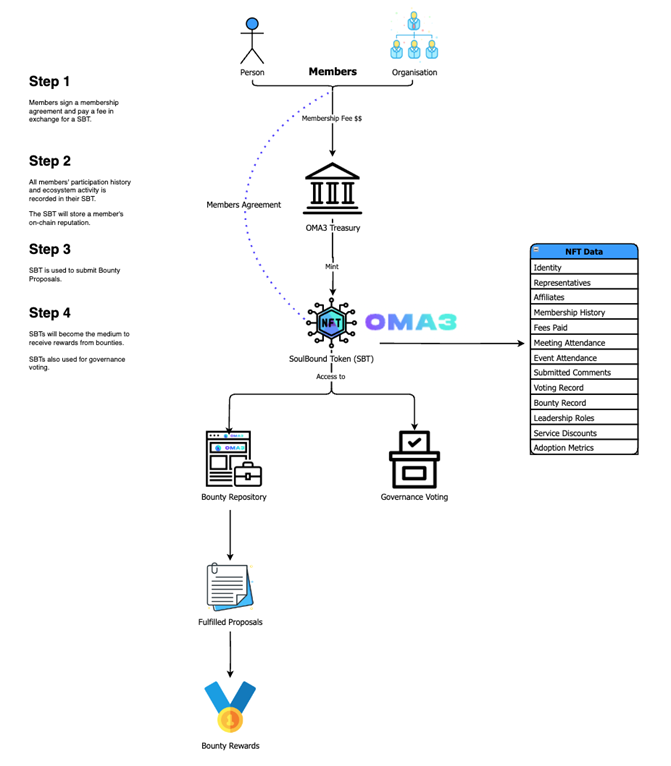 Person
Members
Organisation
Step 1
Members sign a membership
agreement and pay a fee in
exchange for a SBT.
Membership Fee $$
Step 2
All members' participation history
and ecosystem activity is
recorded in their SBT.
The SBT will store a member's
on-chain reputation.
Members Agreement
OMA3 Treasury
Step 3
SBT is used to submit Bounty
Proposals.
Mint
Step 4
SBTs will become the medium to
receive rewards from bounties.
SBTs also used for governance
voting.
NFT
OMA3
SoulBound Token (SBT)
Access to
NFT Data
Identity
Representatives
Affiliates
Membership History
Fees Paid
Meeting Attendance
Event Attendance
Submitted Comments
Voting Record
Bounty Record
Leadership Roles
Service Discounts
Adoption Metrics
OMA3
OMA3
Bounty Repository
Governance Voting
Fulfilled Proposals
1
Bounty Rewards